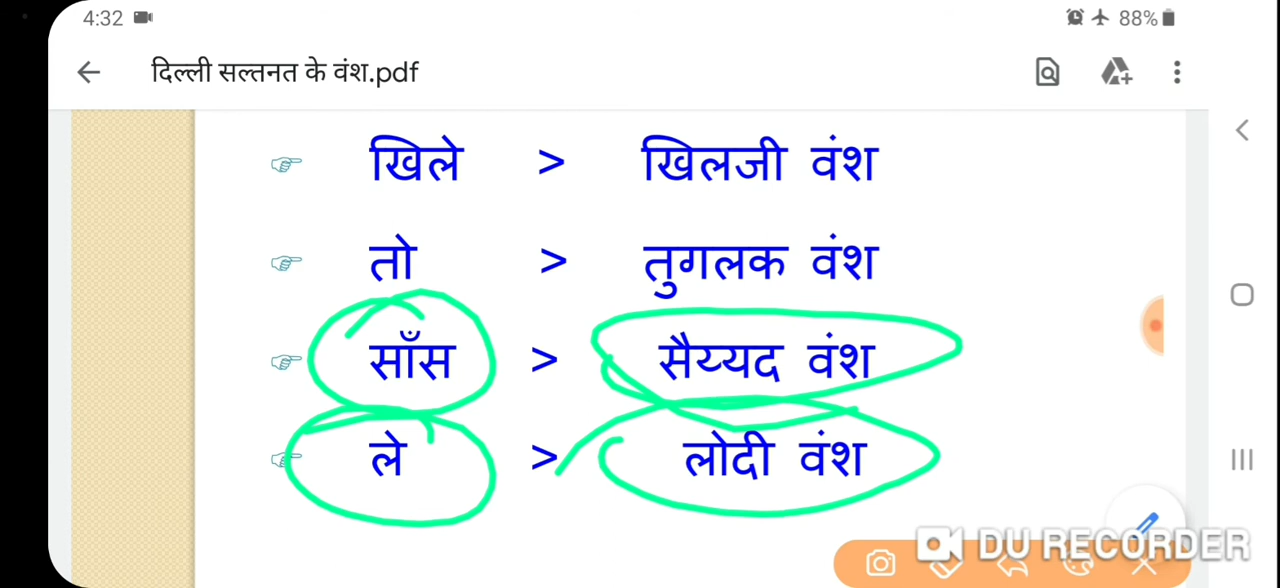 4:32 88%
दिल्ली सल्तनत के वंश.pdf
खिले > खिलजी वंश
तो > तुगलक वंश
साँस > सैय्यद वंश
ले > लोदी वंश
DU RECORDER